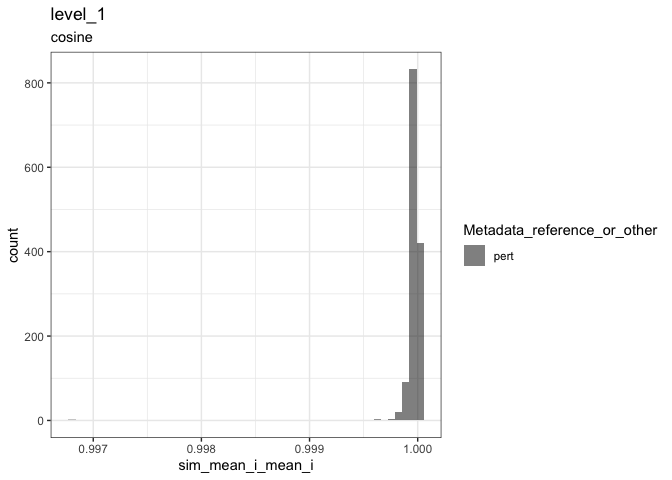 level_1
cosine
800
600
400
200
0
count
0.997
0.998
0.999
1.000
sim_mean_i_mean_i
Metadata_reference_or_other
pert